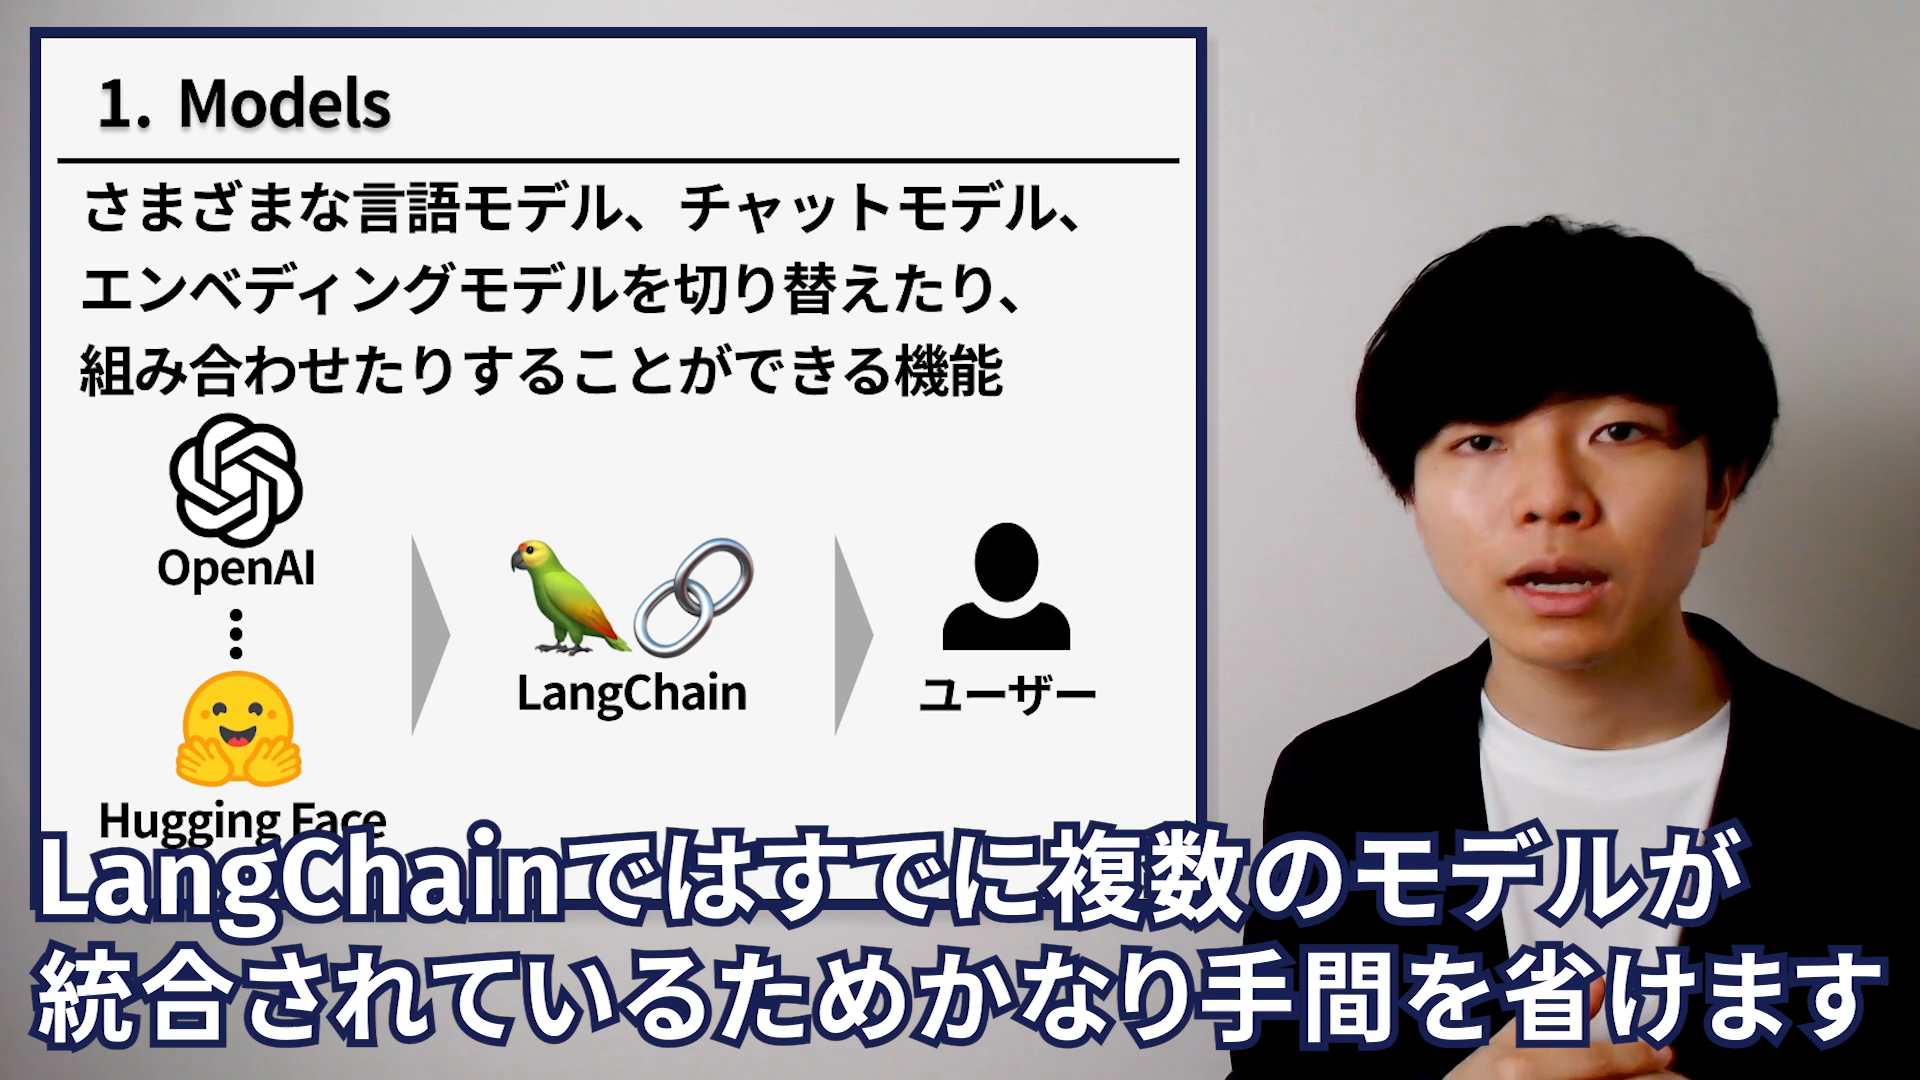 1. Models
さまざまな言語モデル、チャットモデル、
エンベディングモデルを切り替えたり、
組み合わせたりすることができる機能
OpenAI
LangChain
ユーザー
Hugging Face
LangChainではすでに複数のモデルが
統合されているためかなり手間を省けます